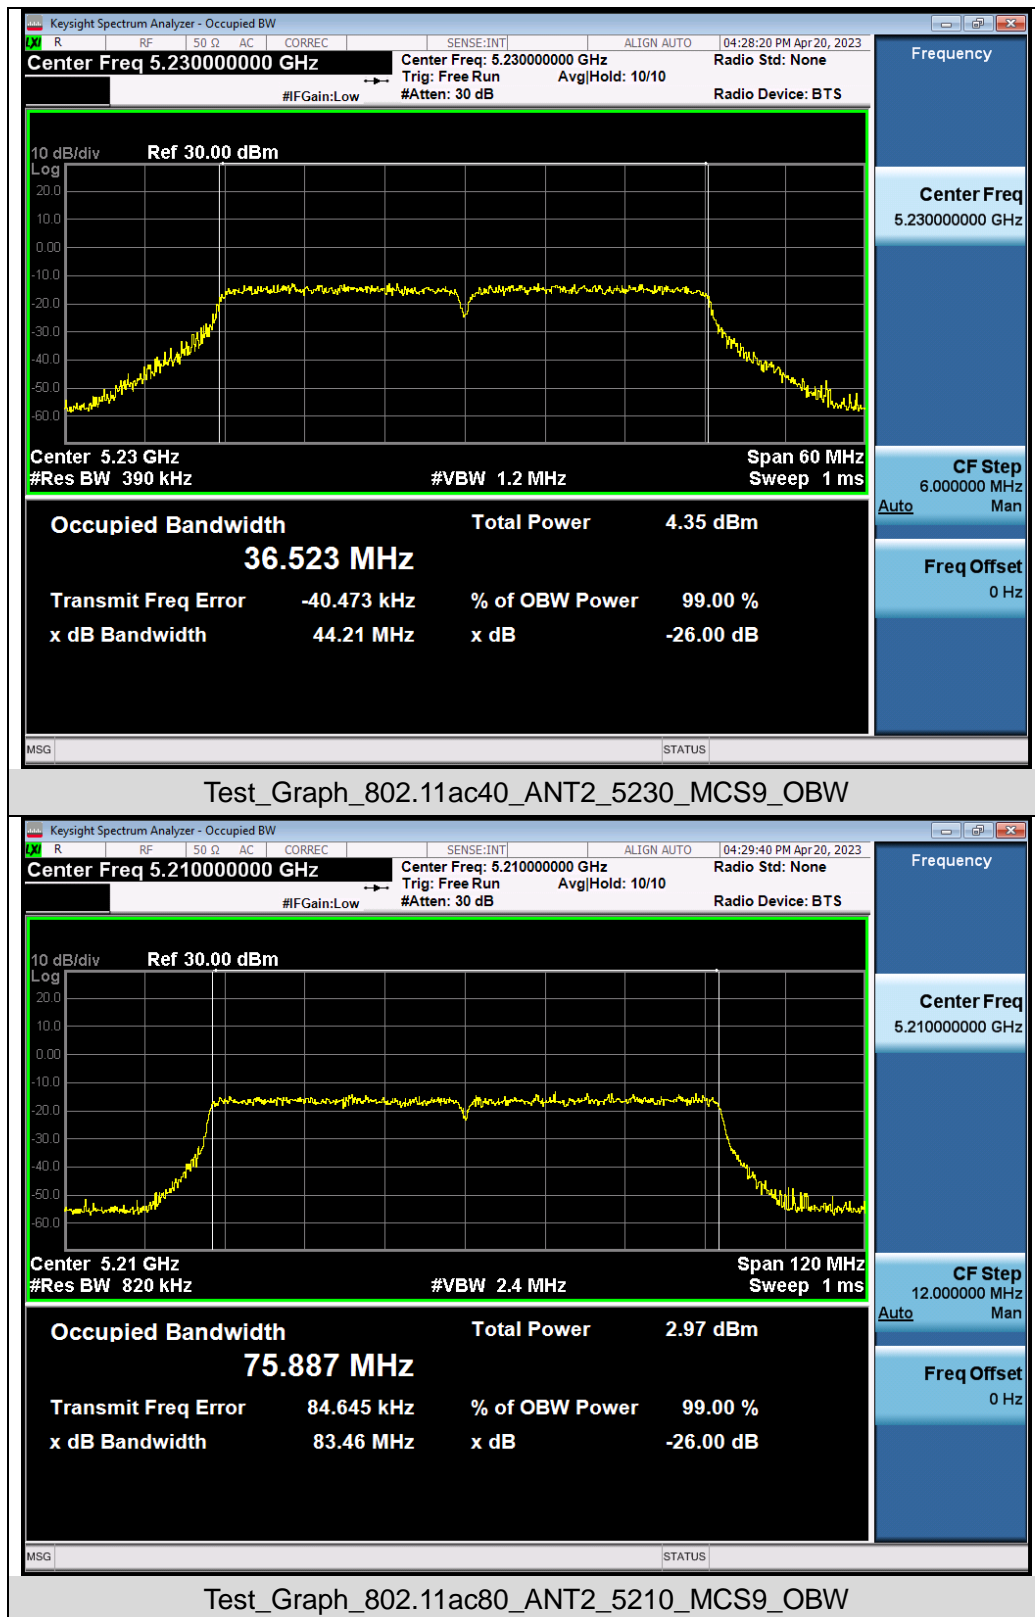 Keysight Spectrum Analyzer - Occupied BW
LXI R RF 50 Ω AC CORREC SENSE:INT ALIGN AUTO 04:28:20 PM Apr 20, 2023
Center Freq 5.230000000 GHz
Center Freq: 5.230000000 GHz Radio Std: None
Trig: Free Run Avg|Hold: 10/10
#IFGain:Low #Atten: 30 dB Radio Device: BTS
Frequency
10 dB/div Ref 30.00 dBm
Log
20.0
10.0
0.00
-10.0
-20.0
-30.0
-40.0
-50.0
-60.0
Center 5.23 GHz Span 60 MHz
#Res BW 390 kHz #VBW 1.2 MHz Sweep 1 ms
Center Freq
5.230000000 GHz
CF Step
6.000000 MHz
Auto Man
Freq Offset
0 Hz
Occupied Bandwidth Total Power 4.35 dBm
36.523 MHz
Transmit Freq Error -40.473 kHz % of OBW Power 99.00 %
x dB Bandwidth 44.21 MHz x dB -26.00 dB
MSG STATUS
Test_Graph_802.11ac40_ANT2_5230_MCS9_OBW
Keysight Spectrum Analyzer - Occupied BW
LXI R RF 50 Ω AC CORREC SENSE:INT ALIGN AUTO 04:29:40 PM Apr 20, 2023
Center Freq 5.210000000 GHz
Center Freq: 5.210000000 GHz Radio Std: None
Trig: Free Run Avg|Hold: 10/10
#IFGain:Low #Atten: 30 dB Radio Device: BTS
Frequency
10 dB/div Ref 30.00 dBm
Log
20.0
10.0
0.00
-10.0
-20.0
-30.0
-40.0
-50.0
-60.0
Center 5.21 GHz Span 120 MHz
#Res BW 820 kHz #VBW 2.4 MHz Sweep 1 ms
Center Freq
5.210000000 GHz
CF Step
12.000000 MHz
Auto Man
Freq Offset
0 Hz
Occupied Bandwidth Total Power 2.97 dBm
75.887 MHz
Transmit Freq Error 84.645 kHz % of OBW Power 99.00 %
x dB Bandwidth 83.46 MHz x dB -26.00 dB
MSG STATUS
Test_Graph_802.11ac80_ANT2_5210_MCS9_OBW